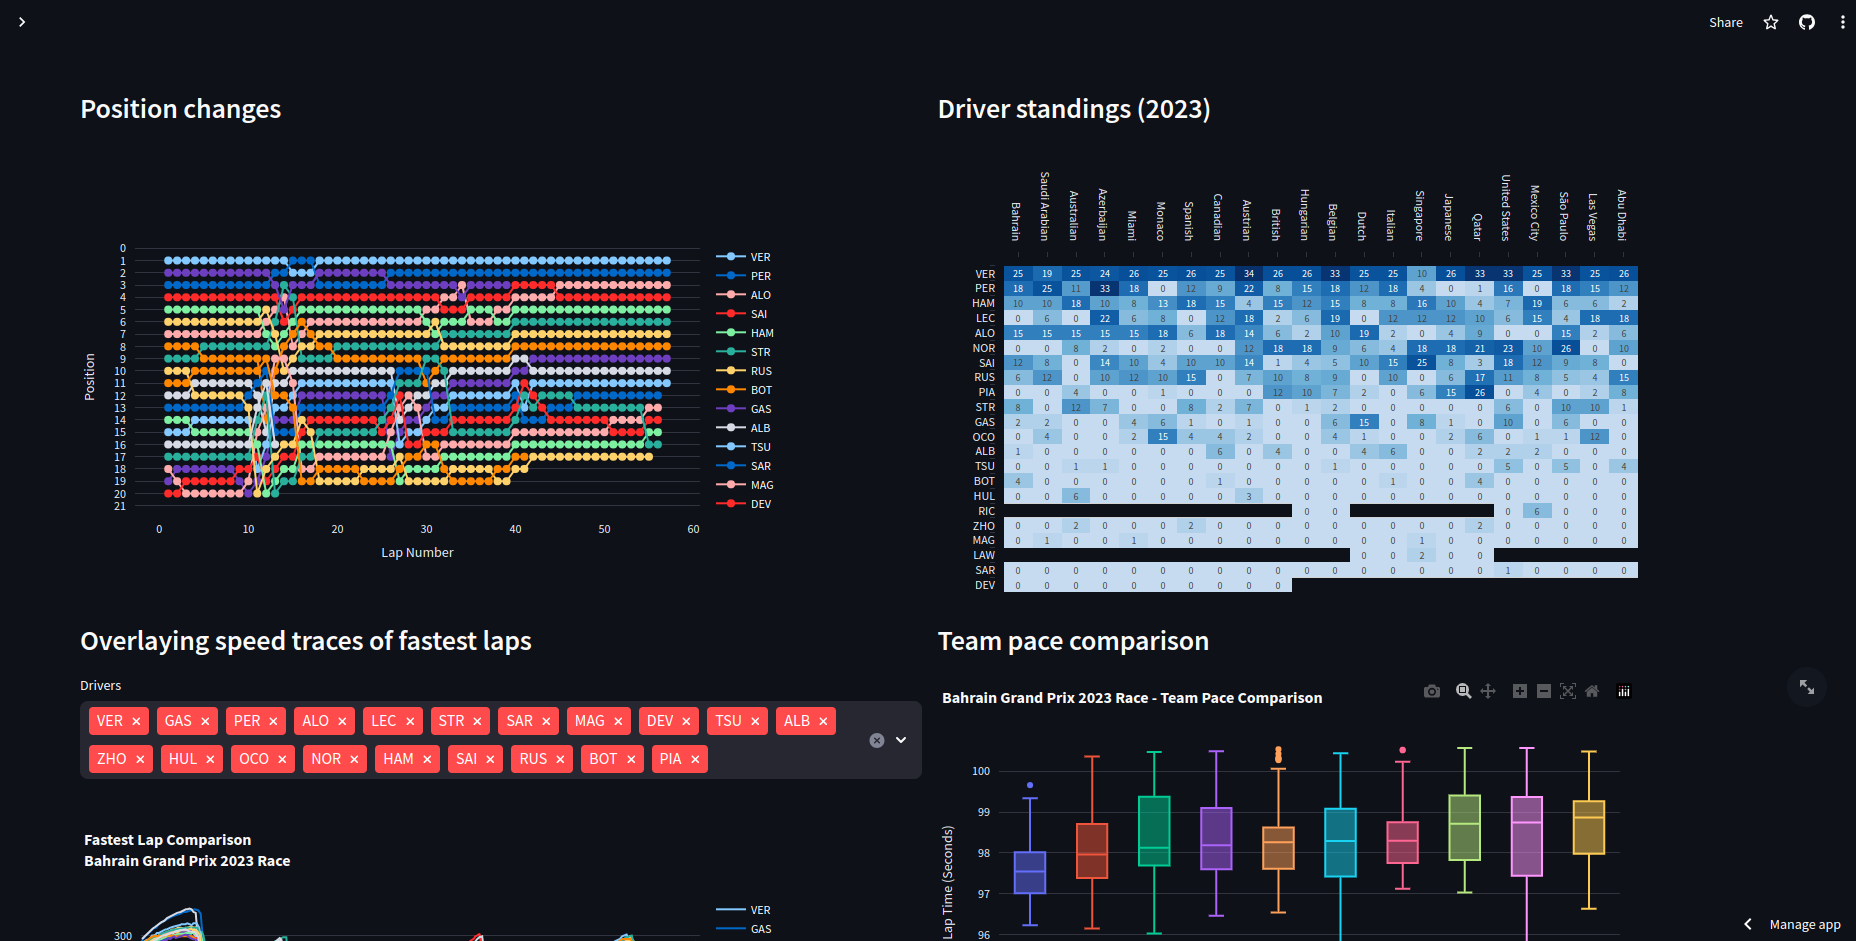 Share
Position changes
0
1
2
3
4
5
6
7
8
9
10
11
12
13
14
15
16
17
18
19
20
21
Position
0 10 20 30 40 50 60
Lap Number
VER
PER
ALO
SAI
HAM
STR
RUS
BOT
GAS
ALB
TSU
SAR
MAG
DEV
Driver standings (2023)
Bahrain Saudi Arabian Australian Azerbaijan Miami Monaco Spanish Canadian Austrian British Hungarian Belgian Dutch Italian Singapore Japanese Qatar United States Mexico City São Paulo Las Vegas Abu Dhabi
VER 25 19 25 24 26 25 26 25 34 26 26 33 25 25 10 26 33 33 25 33 25 26
PER 18 25 11 33 18 0 12 9 22 8 15 18 12 18 4 0 1 16 0 18 15 12
HAM 10 10 18 10 8 13 18 15 4 15 12 15 8 8 16 10 4 7 19 6 6 2
LEC 0 6 0 22 6 8 0 12 18 2 6 19 0 12 12 12 10 6 15 4 18 18
ALO 15 15 15 15 15 18 6 18 14 6 2 10 19 2 0 4 9 0 0 15 2 6
NOR 0 0 8 2 0 2 0 0 12 18 18 9 6 4 18 18 21 23 10 26 0 10
SAI 12 8 0 14 10 4 10 10 14 1 4 5 10 15 25 8 3 18 12 9 8 0
RUS 6 12 0 10 12 10 15 0 7 10 8 9 0 10 0 6 17 11 8 5 4 15
PIA 0 0 4 0 0 1 0 0 0 12 10 7 2 0 6 15 26 0 4 0 2 8
STR 8 0 12 7 0 0 8 2 7 0 1 2 0 0 0 0 0 6 0 10 10 1
GAS 2 2 0 0 4 6 1 0 1 0 0 6 15 0 8 1 0 10 0 6 0 0
OCO 0 4 0 0 2 15 4 4 2 0 0 4 1 0 0 2 6 0 1 1 12 0
ALB 1 0 0 0 0 0 0 6 0 4 0 0 4 6 0 0 0 2 2 0 0 0
TSU 0 0 1 1 0 0 0 0 0 0 0 1 0 0 0 0 0 5 0 5 0 4
BOT 4 0 0 0 0 0 0 1 0 0 0 0 0 1 0 0 4 0 0 0 0 0
HUL 0 0 6 0 0 0 0 0 3 0 0 0 0 0 0 0 0 0 0 0 0 0
RIC 0 0 0 6 0 0 0
ZHO 0 0 2 0 0 0 2 0 0 0 0 0 0 0 0 0 2 0 0 0 0 0
MAG 0 1 0 0 1 0 0 0 0 0 0 0 0 0 1 0 0 0 0 0 0 0
LAW 0 0 2 0 0
SAR 0 0 0 0 0 0 0 0 0 0 0 0 0 0 0 0 0 1 0 0 0 0
DEV 0 0 0 0 0 0 0 0 0 0
Overlaying speed traces of fastest laps
Drivers
VER × GAS × PER × ALO × LEC × STR × SAR × MAG × DEV × TSU × ALB ×
ZHO × HUL × OCO × NOR × HAM × SAI × RUS × BOT × PIA ×
Fastest Lap Comparison
Bahrain Grand Prix 2023 Race
300
VER
GAS
Team pace comparison
Bahrain Grand Prix 2023 Race - Team Pace Comparison
100
99
98
97
96
Lap Time (Seconds)
Manage app